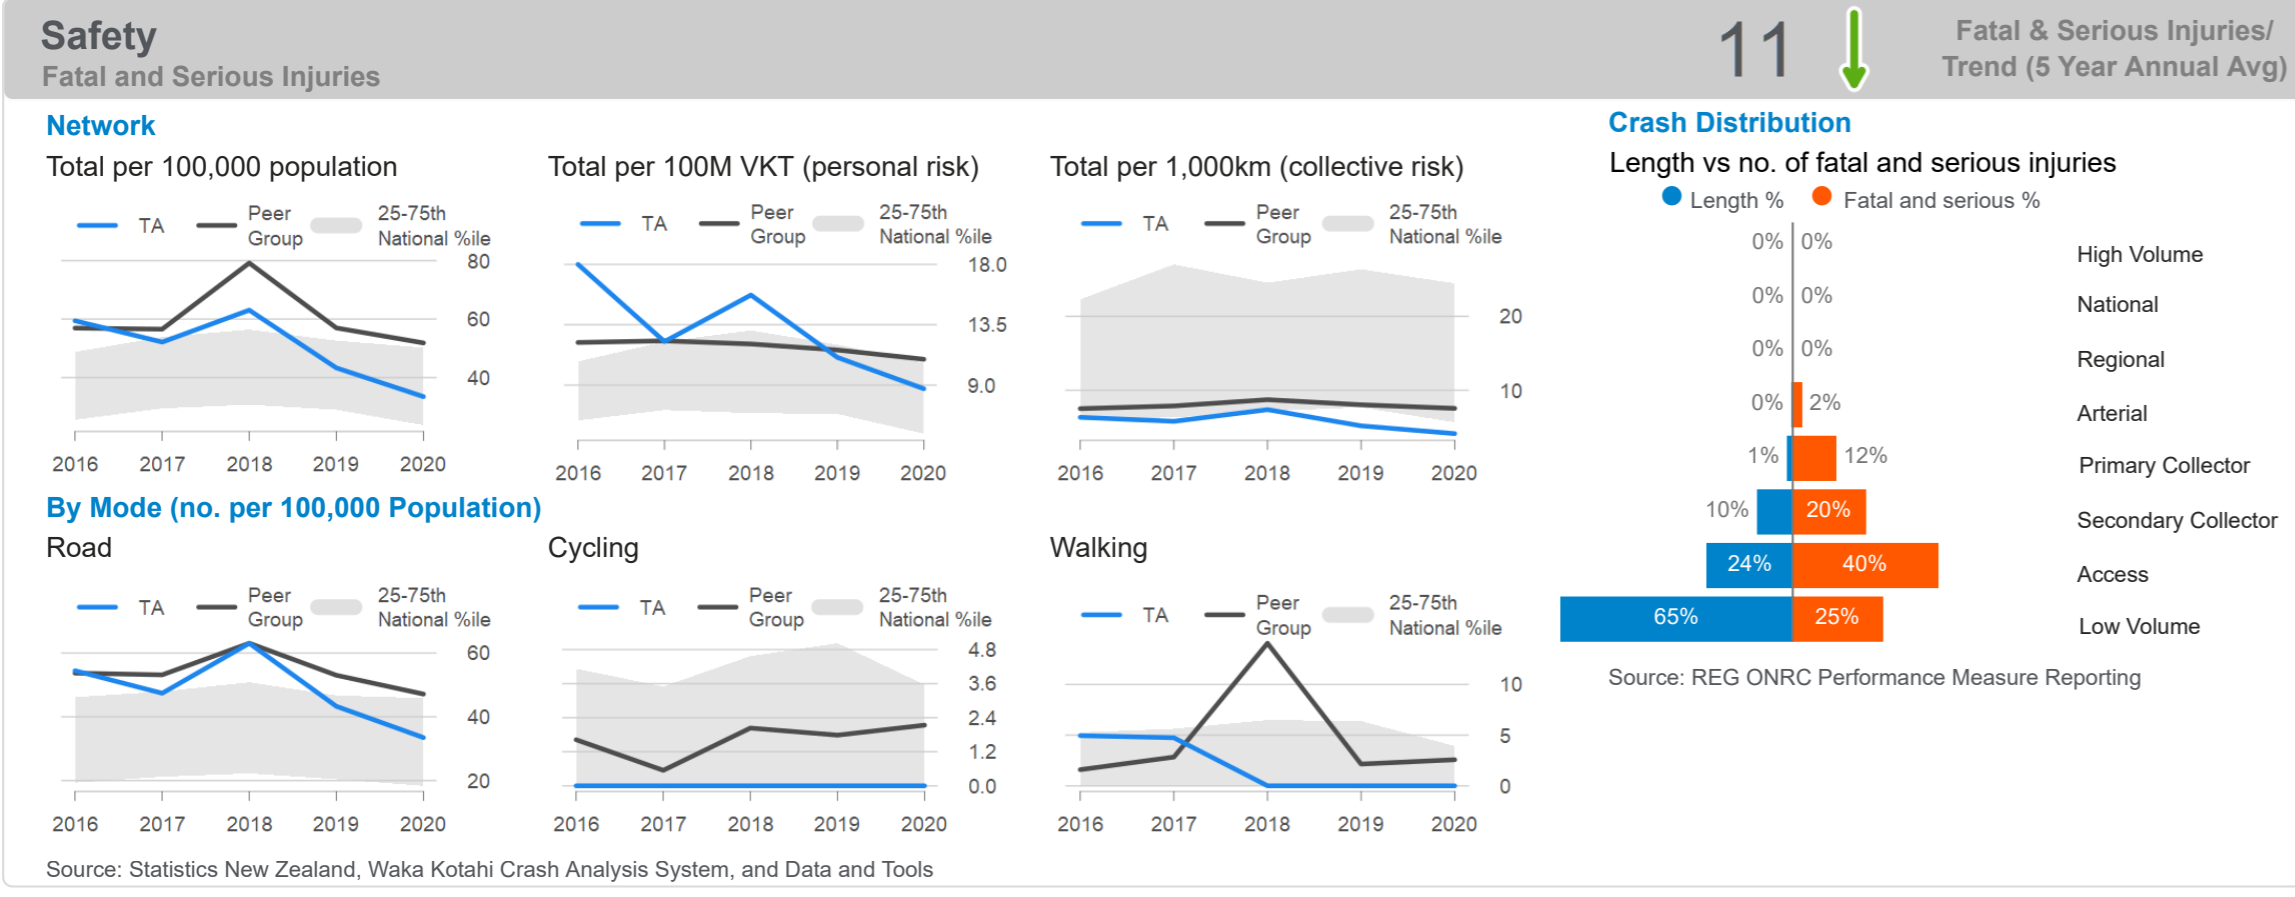 Safety
Fatal and Serious Injuries
11
Fatal & Serious Injuries/
Trend (5 Year Annual Avg)
Network
Total per 100,000 population
TA
Peer
Group
25-75th
National %ile
80
60
40
2016 2017 2018 2019 2020
Total per 100M VKT (personal risk)
TA
Peer
Group
25-75th
National %ile
18.0
13.5
9.0
2016 2017 2018 2019 2020
Total per 1,000km (collective risk)
TA
Peer
Group
25-75th
National %ile
20
10
2016 2017 2018 2019 2020
By Mode (no. per 100,000 Population)
Road
TA
Peer
Group
25-75th
National %ile
60
40
20
2016 2017 2018 2019 2020
Cycling
TA
Peer
Group
25-75th
National %ile
4.8
3.6
2.4
1.2
0.0
2016 2017 2018 2019 2020
Walking
TA
Peer
Group
25-75th
National %ile
10
5
0
2016 2017 2018 2019 2020
Source: Statistics New Zealand, Waka Kotahi Crash Analysis System, and Data and Tools
Crash Distribution
Length vs no. of fatal and serious injuries
Length % Fatal and serious %
0% 0% High Volume
0% 0% National
0% 0% Regional
0% 2% Arterial
1% 12% Primary Collector
10% 20% Secondary Collector
24% 40% Access
65% 25% Low Volume
Source: REG ONRC Performance Measure Reporting